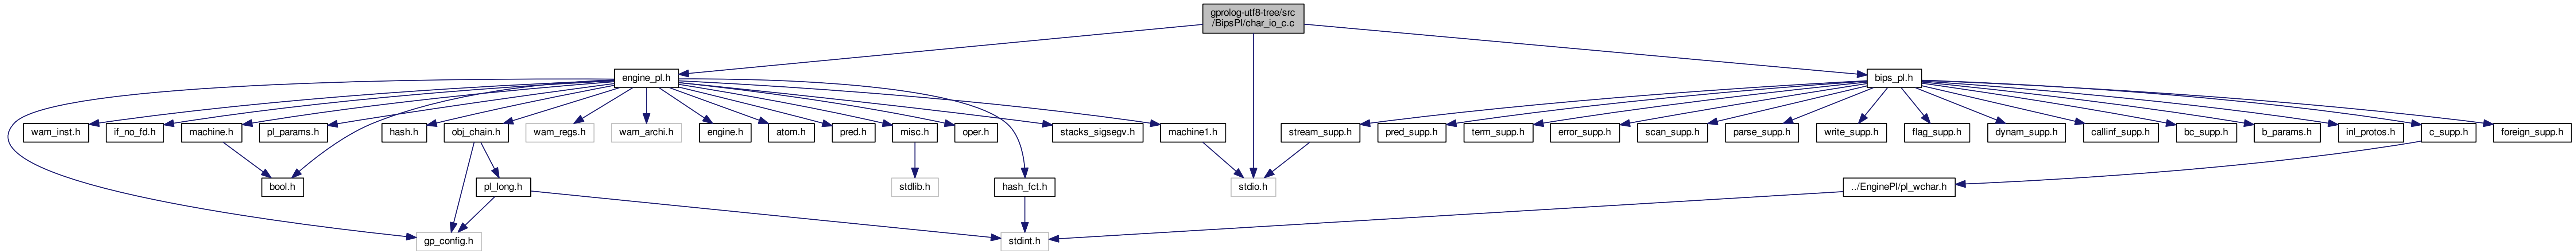 gprolog-utf8-tree/src
/BipsPl/char_io_c.c
engine_pl.h
bips_pl.h
wam_inst.h
if_no_fd.h
machine.h
pl_params.h
hash.h
obj_chain.h
wam_regs.h
wam_archi.h
engine.h
atom.h
pred.h
misc.h
oper.h
stacks_sigsegv.h
machine1.h
stream_supp.h
pred_supp.h
term_supp.h
error_supp.h
scan_supp.h
parse_supp.h
write_supp.h
flag_supp.h
dynam_supp.h
callinf_supp.h
bc_supp.h
b_params.h
inl_protos.h
c_supp.h
foreign_supp.h
bool.h
pl_long.h
stdlib.h
hash_fct.h
stdio.h
../EnginePl/pl_wchar.h
gp_config.h
stdint.h